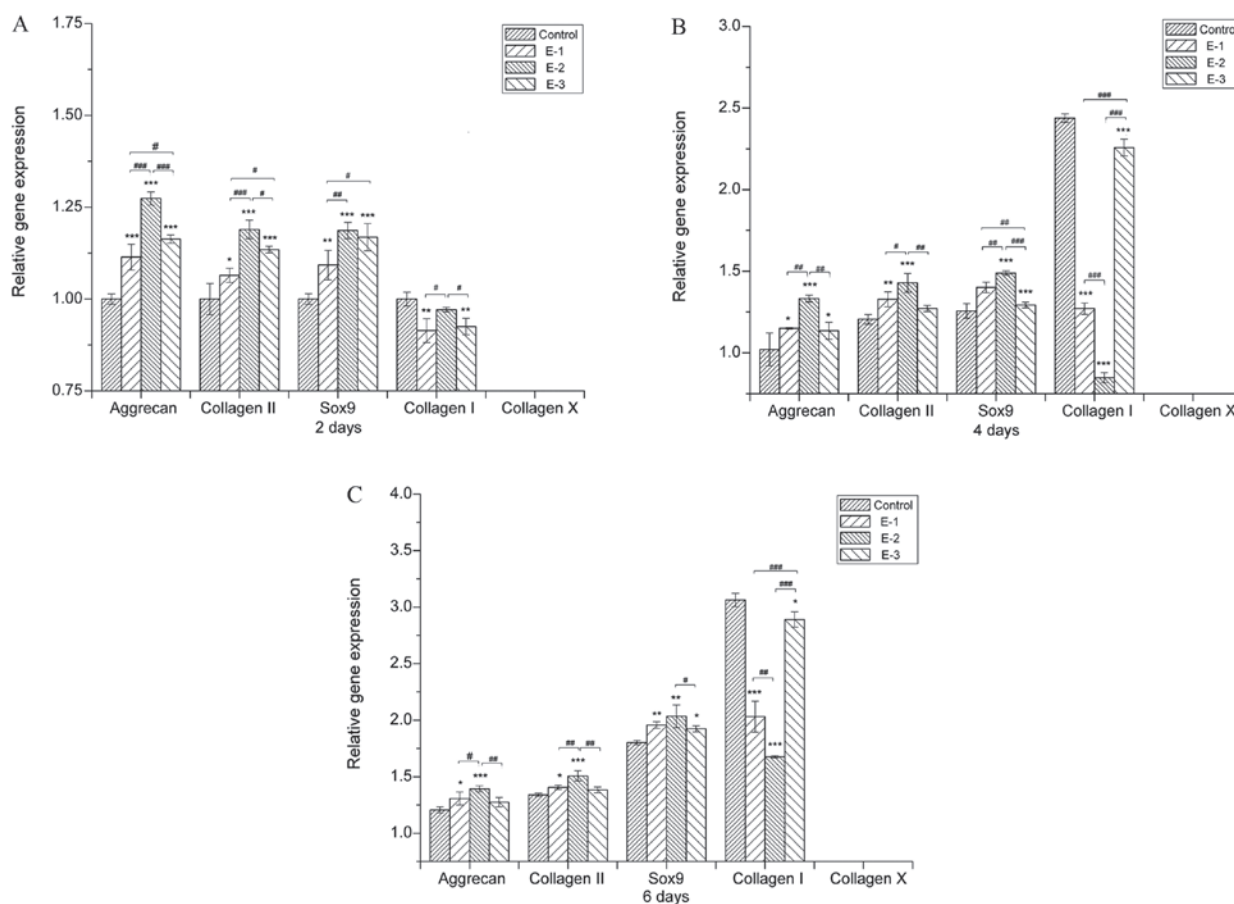 A
Relative gene expression
1.75
1.50
1.25
1.00
0.75
Control
E-1
E-2
E-3
#
### ###
***
***
***
#
### #
*
***
***
#
##
**
***
***
# #
**
**
Aggrecan Collagen II Sox9 Collagen I Collagen X
2 days
B
Relative gene expression
3.0
2.5
2.0
1.5
1.0
Control
E-1
E-2
E-3
## ##
*
***
*
# ##
**
***
##
## ###
***
***
###
###
***
###
***
***
Aggrecan Collagen II Sox9 Collagen I Collagen X
4 days
C
Relative gene expression
4.0
3.5
3.0
2.5
2.0
1.5
1.0
Control
E-1
E-2
E-3
# ##
*
***
## ##
*
***
#
**
**
*
###
###
*
##
***
***
Aggrecan Collagen II Sox9 Collagen I Collagen X
6 days